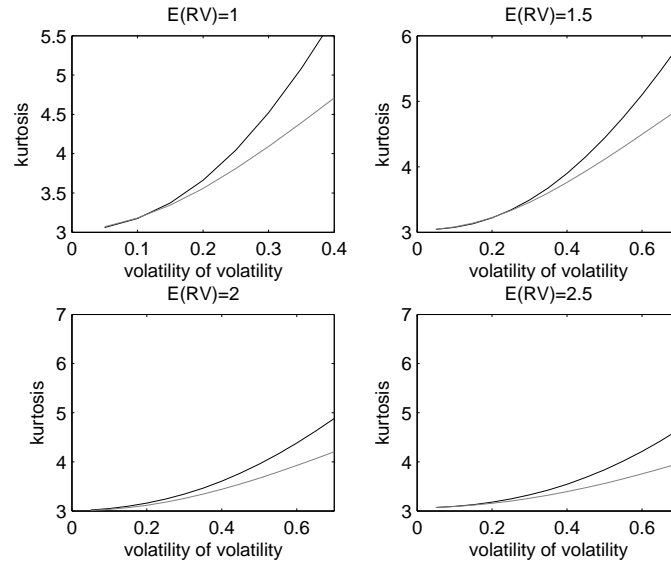 E(RV)=1
5.5
5
4.5
4
3.5
3
0 0.1 0.2 0.3 0.4
kurtosis
volatility of volatility
E(RV)=1.5
6
5
4
3
0 0.2 0.4 0.6
kurtosis
volatility of volatility
E(RV)=2
7
6
5
4
3
0 0.2 0.4 0.6
kurtosis
volatility of volatility
E(RV)=2.5
7
6
5
4
3
0 0.2 0.4 0.6
kurtosis
volatility of volatility